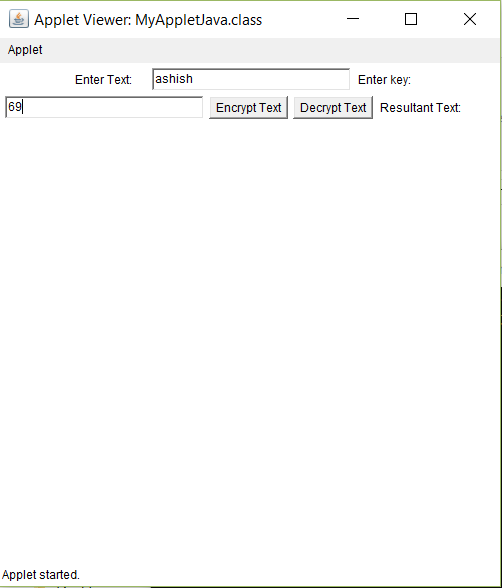 Applet Viewer: MyAppletJava.class
Applet
Enter Text: ashish Enter key:
69 Encrypt Text Decrypt Text Resultant Text:
Applet started.